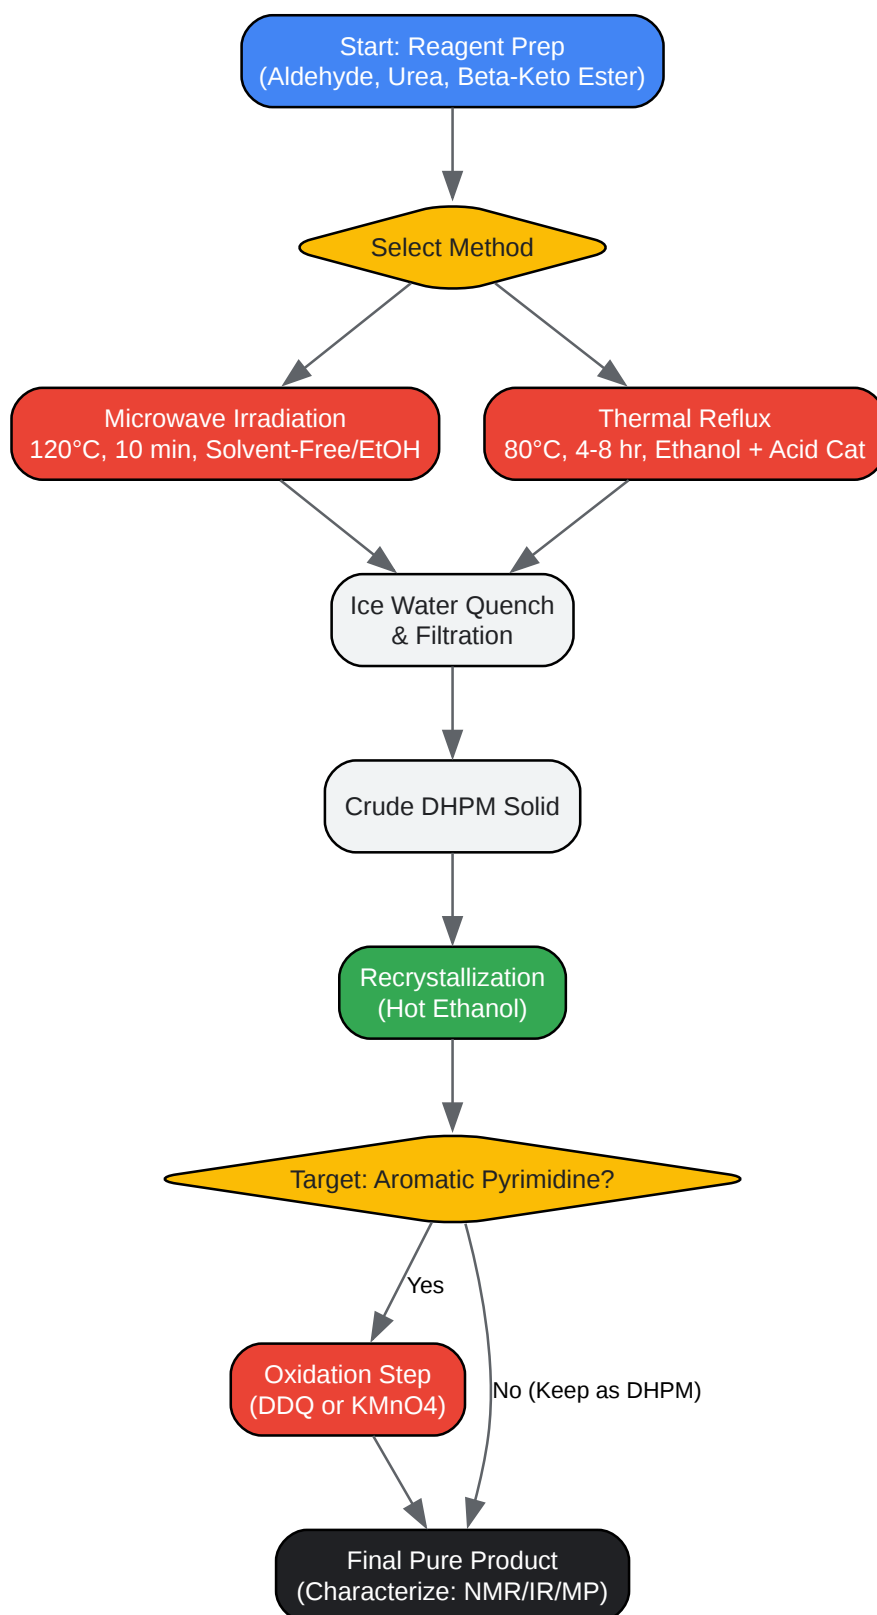 Start: Reagent Prep
(Aldehyde, Urea, Beta-Keto Ester)
Select Method
Microwave Irradiation
120°C, 10 min, Solvent-Free/EtOH
Thermal Reflux
80°C, 4-8 hr, Ethanol + Acid Cat
Ice Water Quench
& Filtration
Crude DHPM Solid
Recrystallization
(Hot Ethanol)
Target: Aromatic Pyrimidine?
Yes
Oxidation Step
(DDQ or KMnO4)
No (Keep as DHPM)
Final Pure Product
(Characterize: NMR/IR/MP)